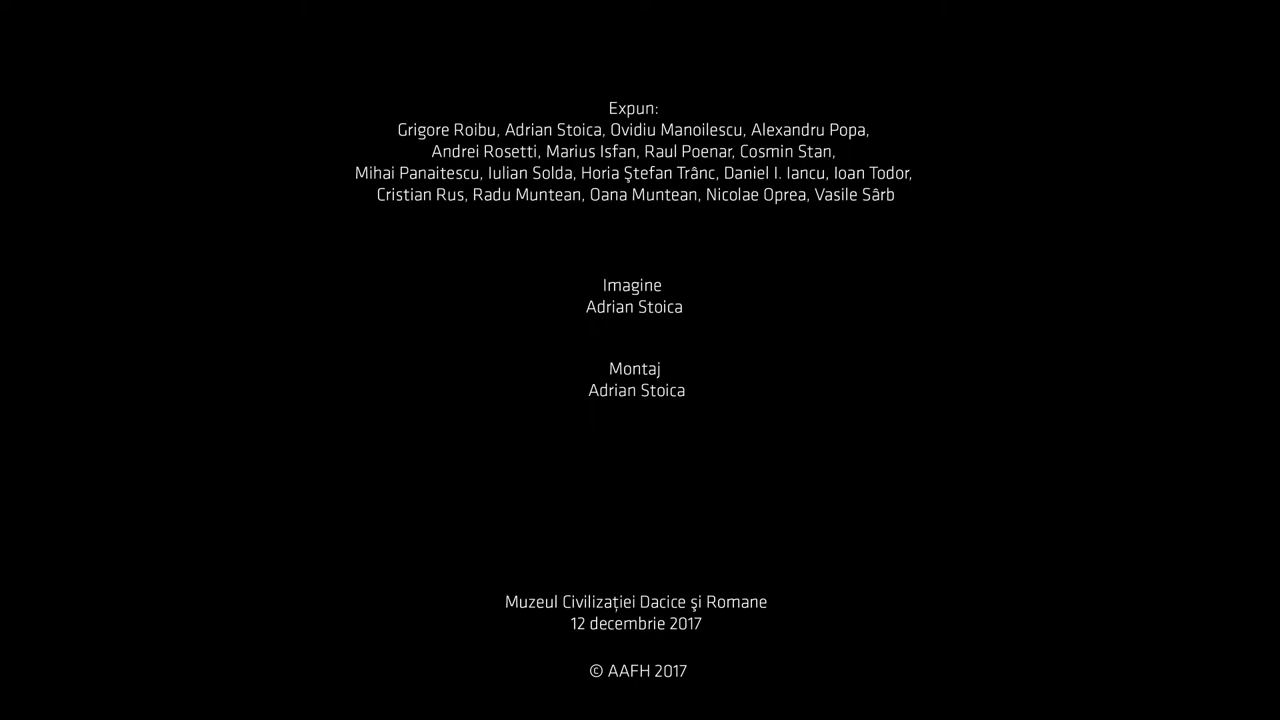 Expun:
Grigore Roibu, Adrian Stoica, Ovidiu Manoilescu, Alexandru Popa,
Andrei Rosetti, Marius Isfan, Raul Poenar, Cosmin Stan,
Mihai Panaitescu, Iulian Solda, Horia Ştefan Trânc, Daniel I. Iancu, Ioan Todor,
Cristian Rus, Radu Muntean, Oana Muntean, Nicolae Oprea, Vasile Sârb
Imagine
Adrian Stoica
Montaj
Adrian Stoica
Muzeul Civilizației Dacice şi Romane
12 decembrie 2017
© AAFH 2017